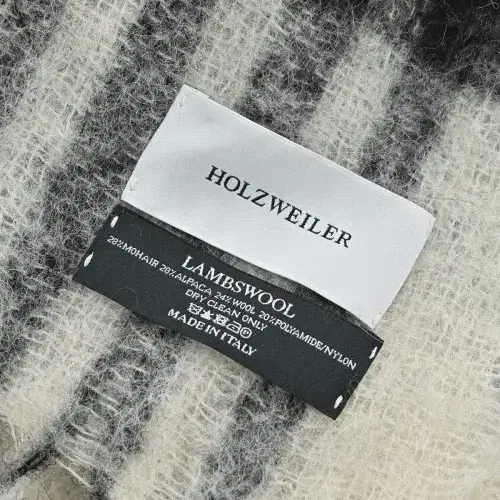 HOLZWEILER
LAMBSWOOL
28%MOHAIR 28%ALPACA 24%WOOL 20%POLYAMIDE/NYLON
DRY CLEAN ONLY
MADE IN ITALY